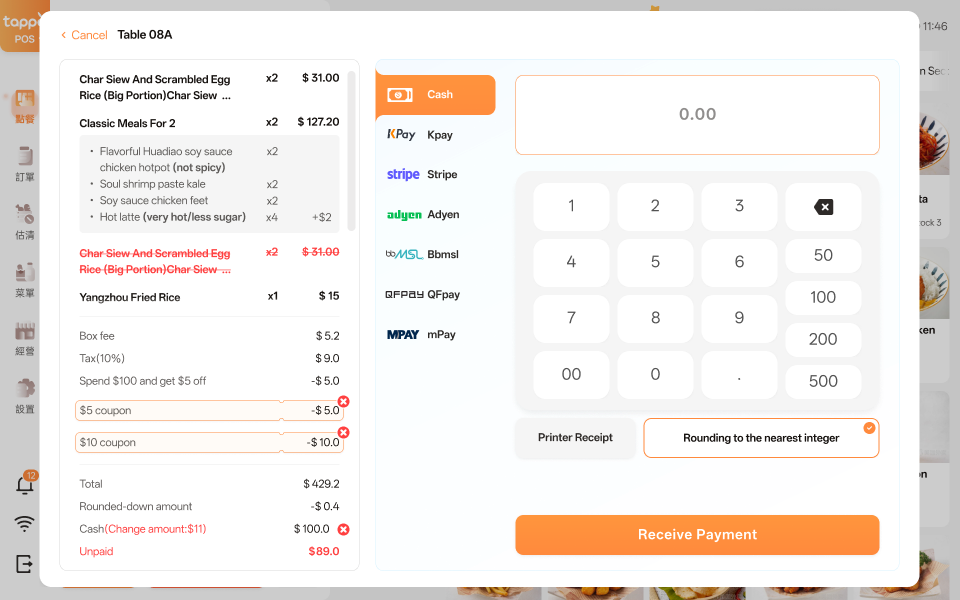 tapp
POS
點餐
訂單
估清
菜單
經營
設置
12
Cancel
Table 08A
11:46
Char Siew And Scrambled Egg x2 $ 31.00
Rice (Big Portion)Char Siew ...
Classic Meals For 2 x2 $ 127.20
• Flavorful Huadiao soy sauce x2
chicken hotpot (not spicy)
• Soul shrimp paste kale x2
• Soy sauce chicken feet x2
• Hot latte (very hot/less sugar) x4 +$2
Char Siew And Scrambled Egg x2 $ 31.00
Rice (Big Portion)Char Siew ...
Yangzhou Fried Rice x1 $ 15
Box fee $ 5.2
Tax(10%) $ 9.0
Spend $100 and get $5 off -$ 5.0
$5 coupon -$ 5.0
$10 coupon -$ 10.0
Total $ 429.2
Rounded-down amount -$ 0.4
Cash(Change amount:$11) $ 100.0
Unpaid $89.0
Cash
KPay Kpay
stripe Stripe
adyen Adyen
bbMSL Bbmsl
QFPAY QFpay
MPAY mPay
0.00
1 2 3
4 5 6 50
7 8 9 100
200
00 0 . 500
Printer Receipt
Rounding to the nearest integer
Receive Payment